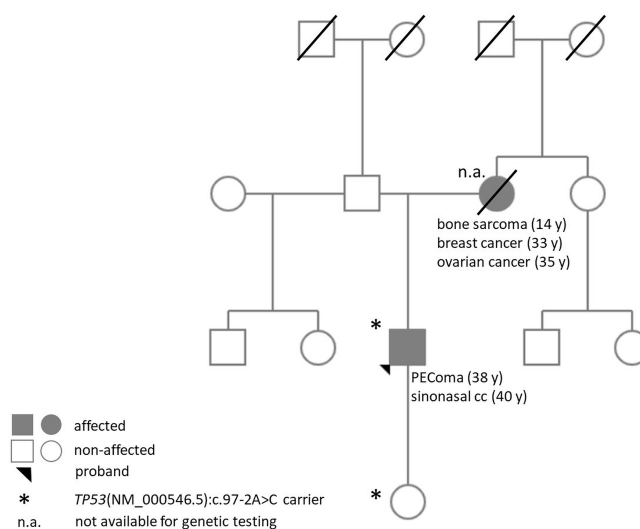 n.a.
bone sarcoma (14 y)
breast cancer (33 y)
ovarian cancer (35 y)
*
PEComa (38 y)
sinonasal cc (40 y)
affected
non-affected
proband
* TP53(NM_000546.5):c.97-2A>C carrier
*
n.a. not available for genetic testing